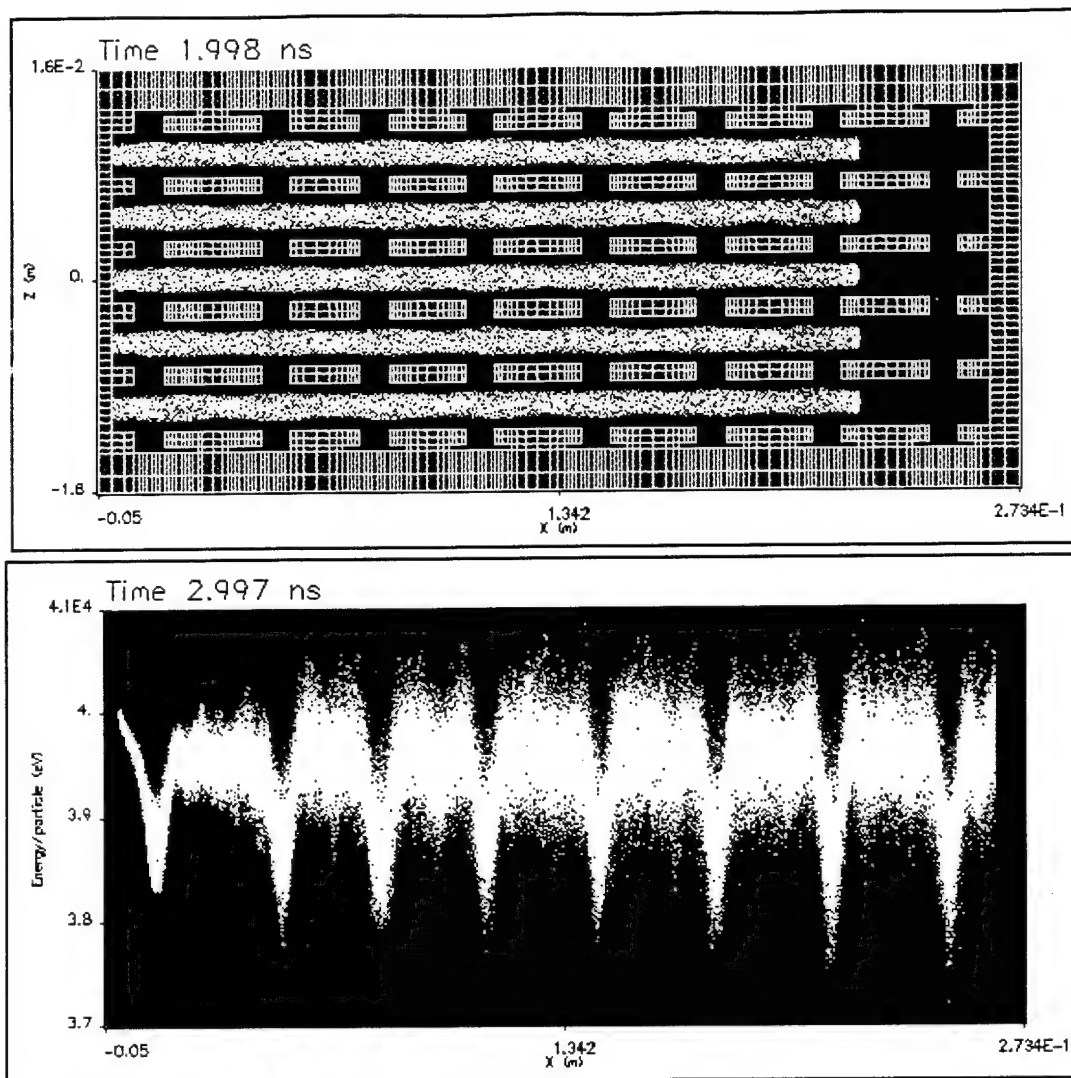 Time 1.998 ns
1.6E-2
Z (m)
0.
-1.8
-0.05
1.342
2.734E-1
X (m)
Time 2.997 ns
4.1E4
4.
Energy/particle (eV)
3.9
3.8
3.7
-0.05
1.342
2.734E-1
X (m)